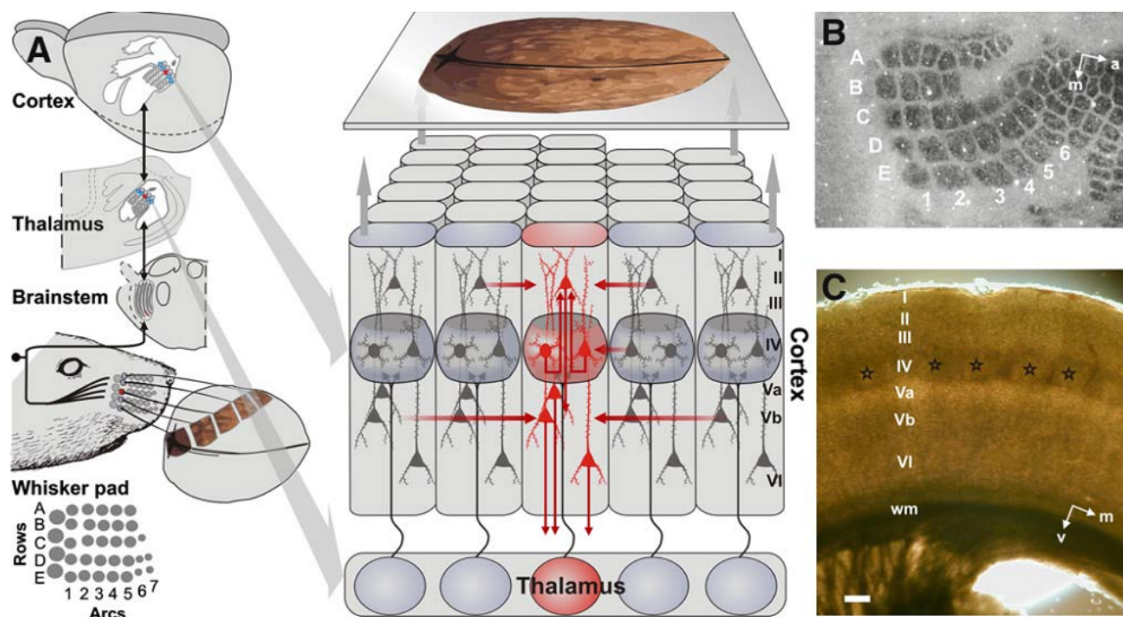 A
Cortex
Thalamus
Brainstem
Whisker pad
Rows
A
B
C
D
E
1 2 3 4 5 6 7
Arcs
I
II
III
IV
Va
Vb
VI
Cortex
Thalamus
B
A
B
C
D
E
1 2 3 4 5 6
a
m
C
I
II
III
IV
Va
Vb
VI
wm
m
v